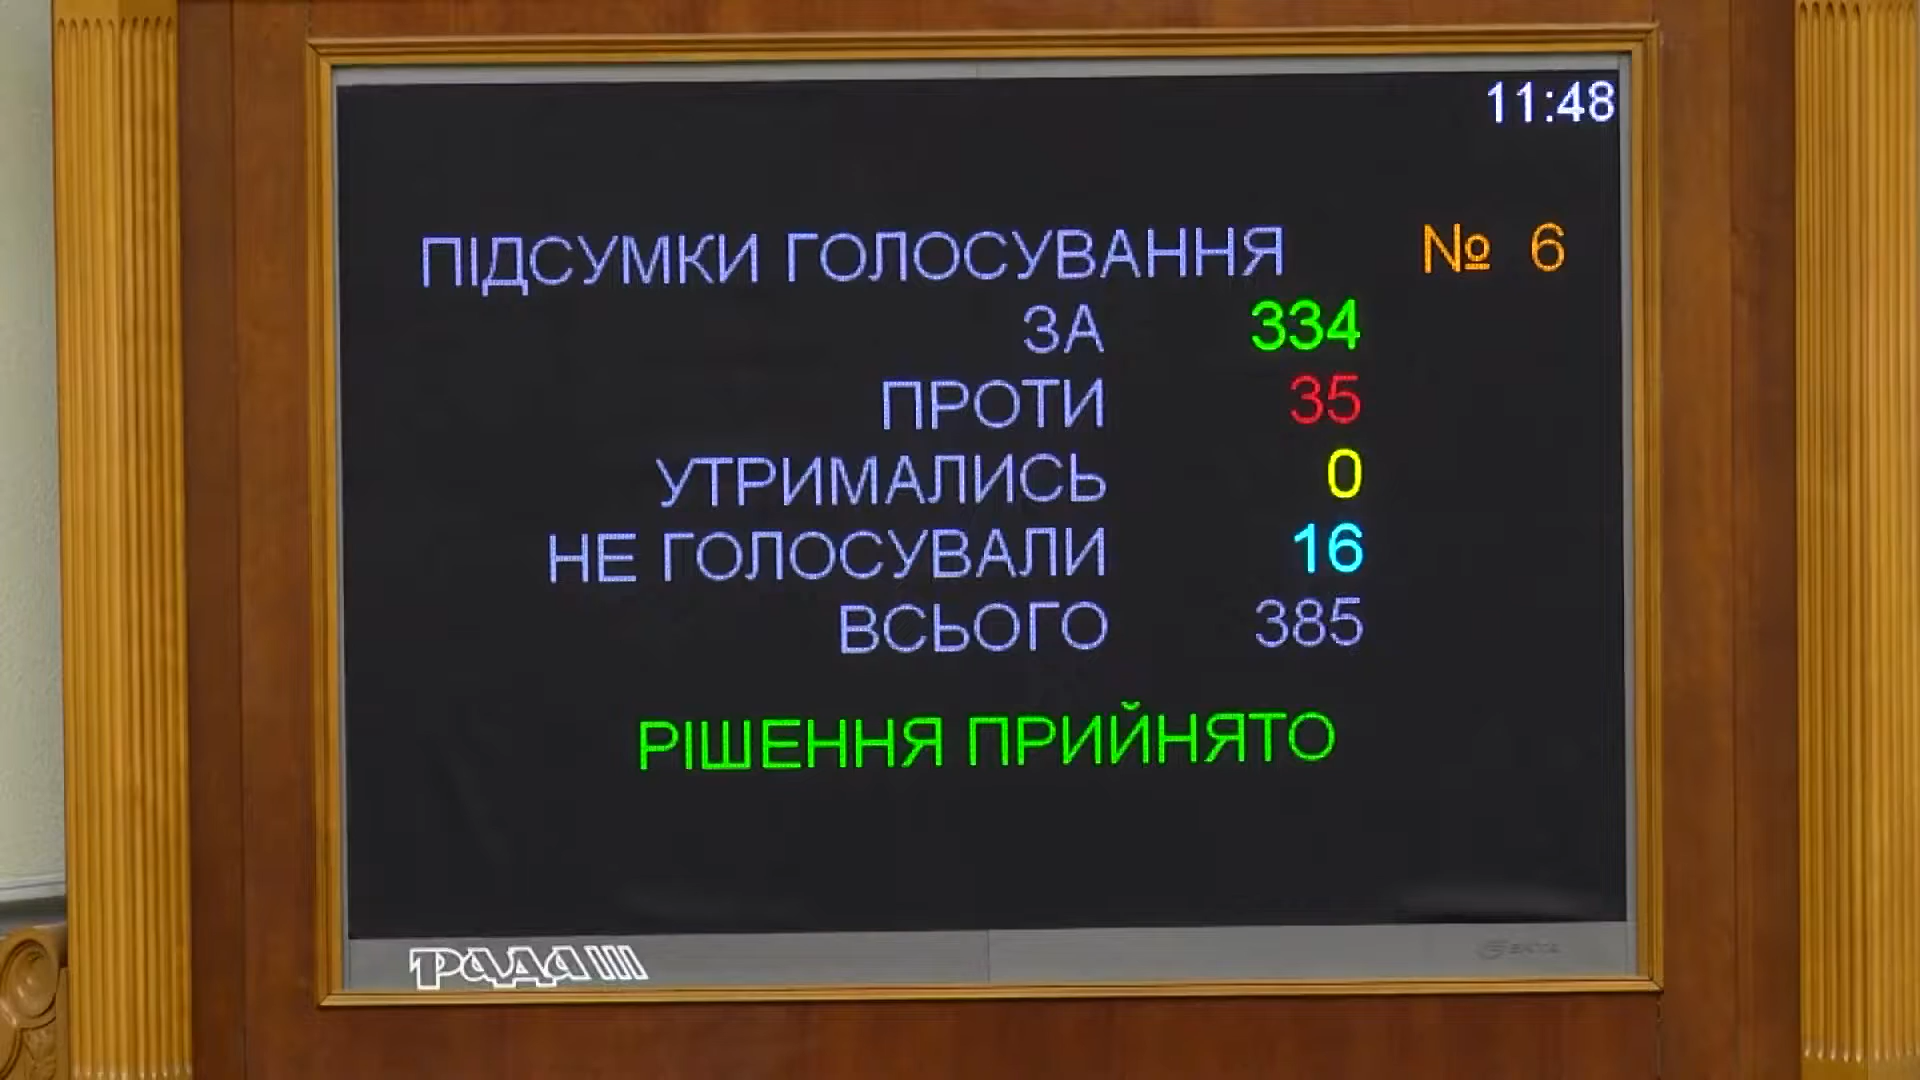 11:48
ПІДСУМКИ ГОЛОСУВАННЯ № 6
ЗА 334
ПРОТИ 35
УТРИМАЛИСЬ 0
НЕ ГОЛОСУВАЛИ 16
ВСЬОГО 385
РІШЕННЯ ПРИЙНЯТО
РАДА III